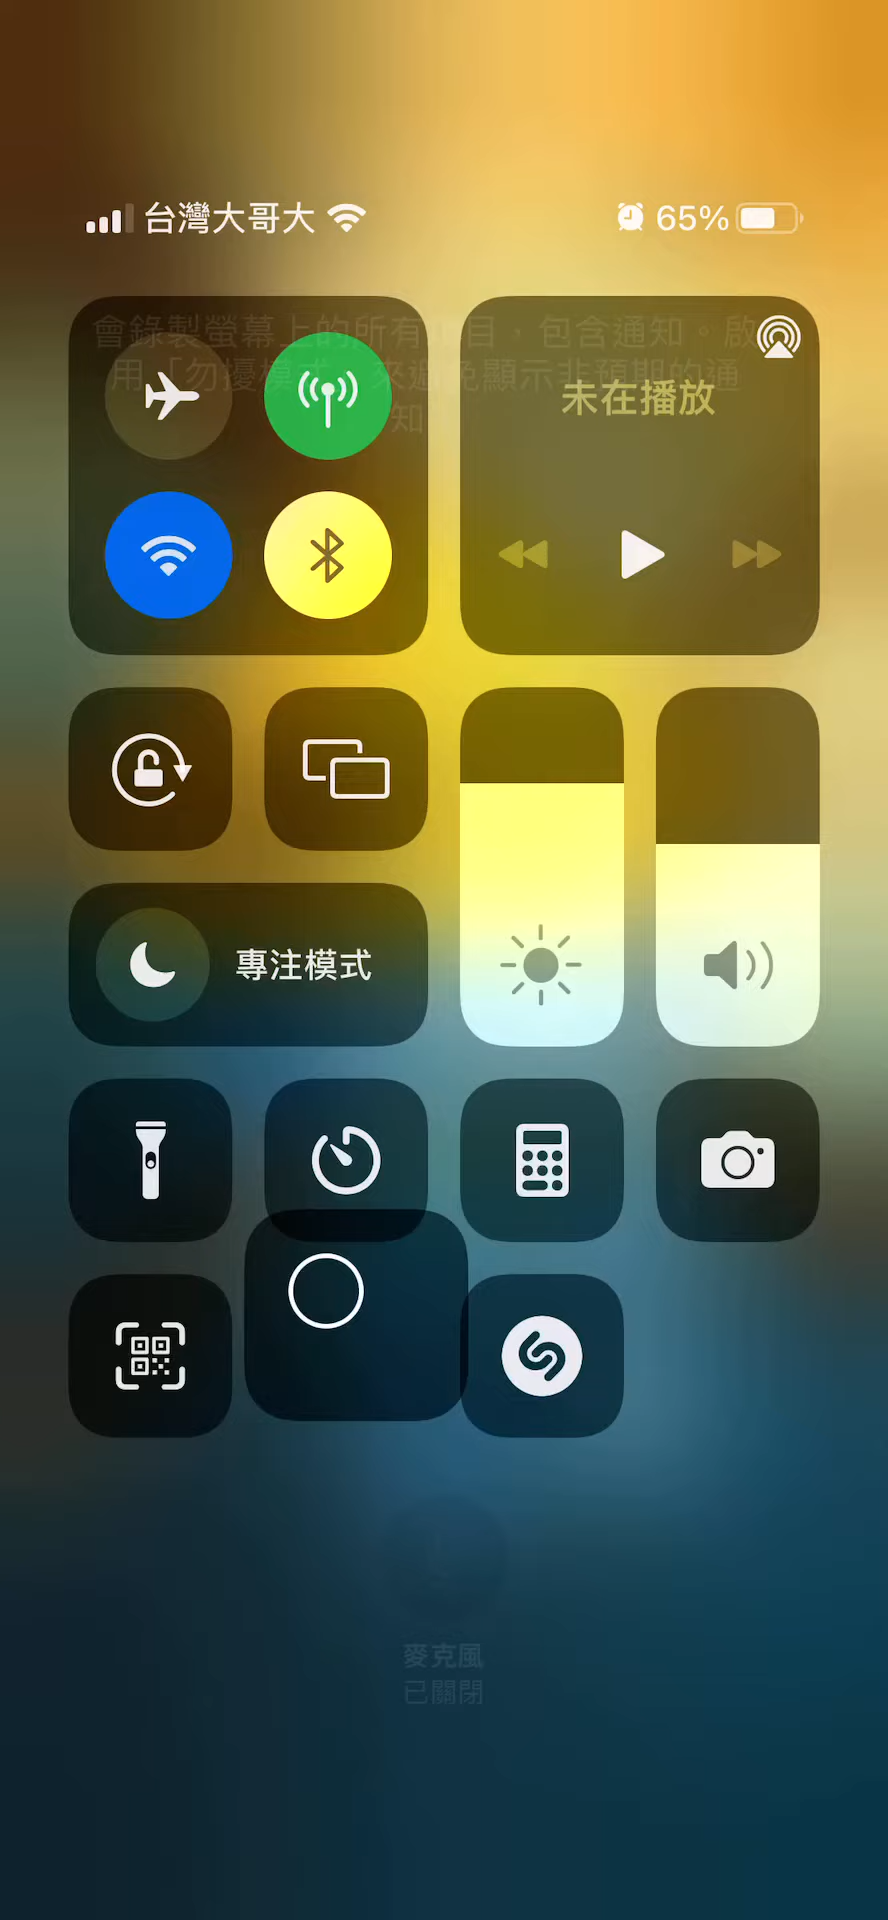 台灣大哥大
65%
會錄製螢幕上的所有項目，包含通知。啟
用「勿擾模式」來避免顯示非預期的通
知
未在播放
專注模式
麥克風
已關閉